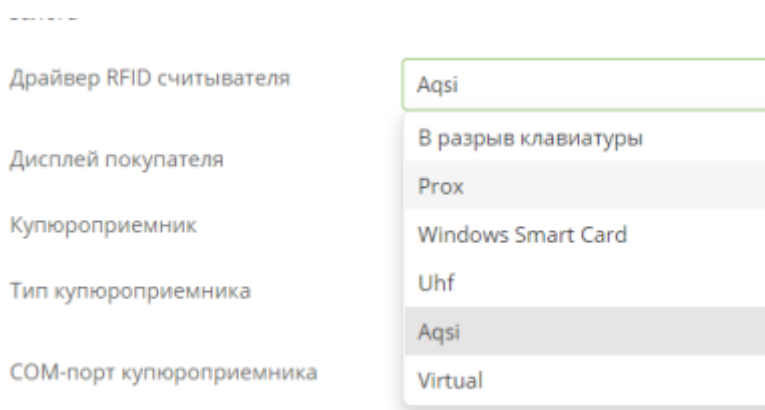 Драйвер RFID считывателя
Aqsi
В разрыв клавиатуры
Дисплей покупателя
Prox
Купюроприемник
Windows Smart Card
Тип купюроприемника
Uhf
Aqsi
COM-порт купюроприемника
Virtual